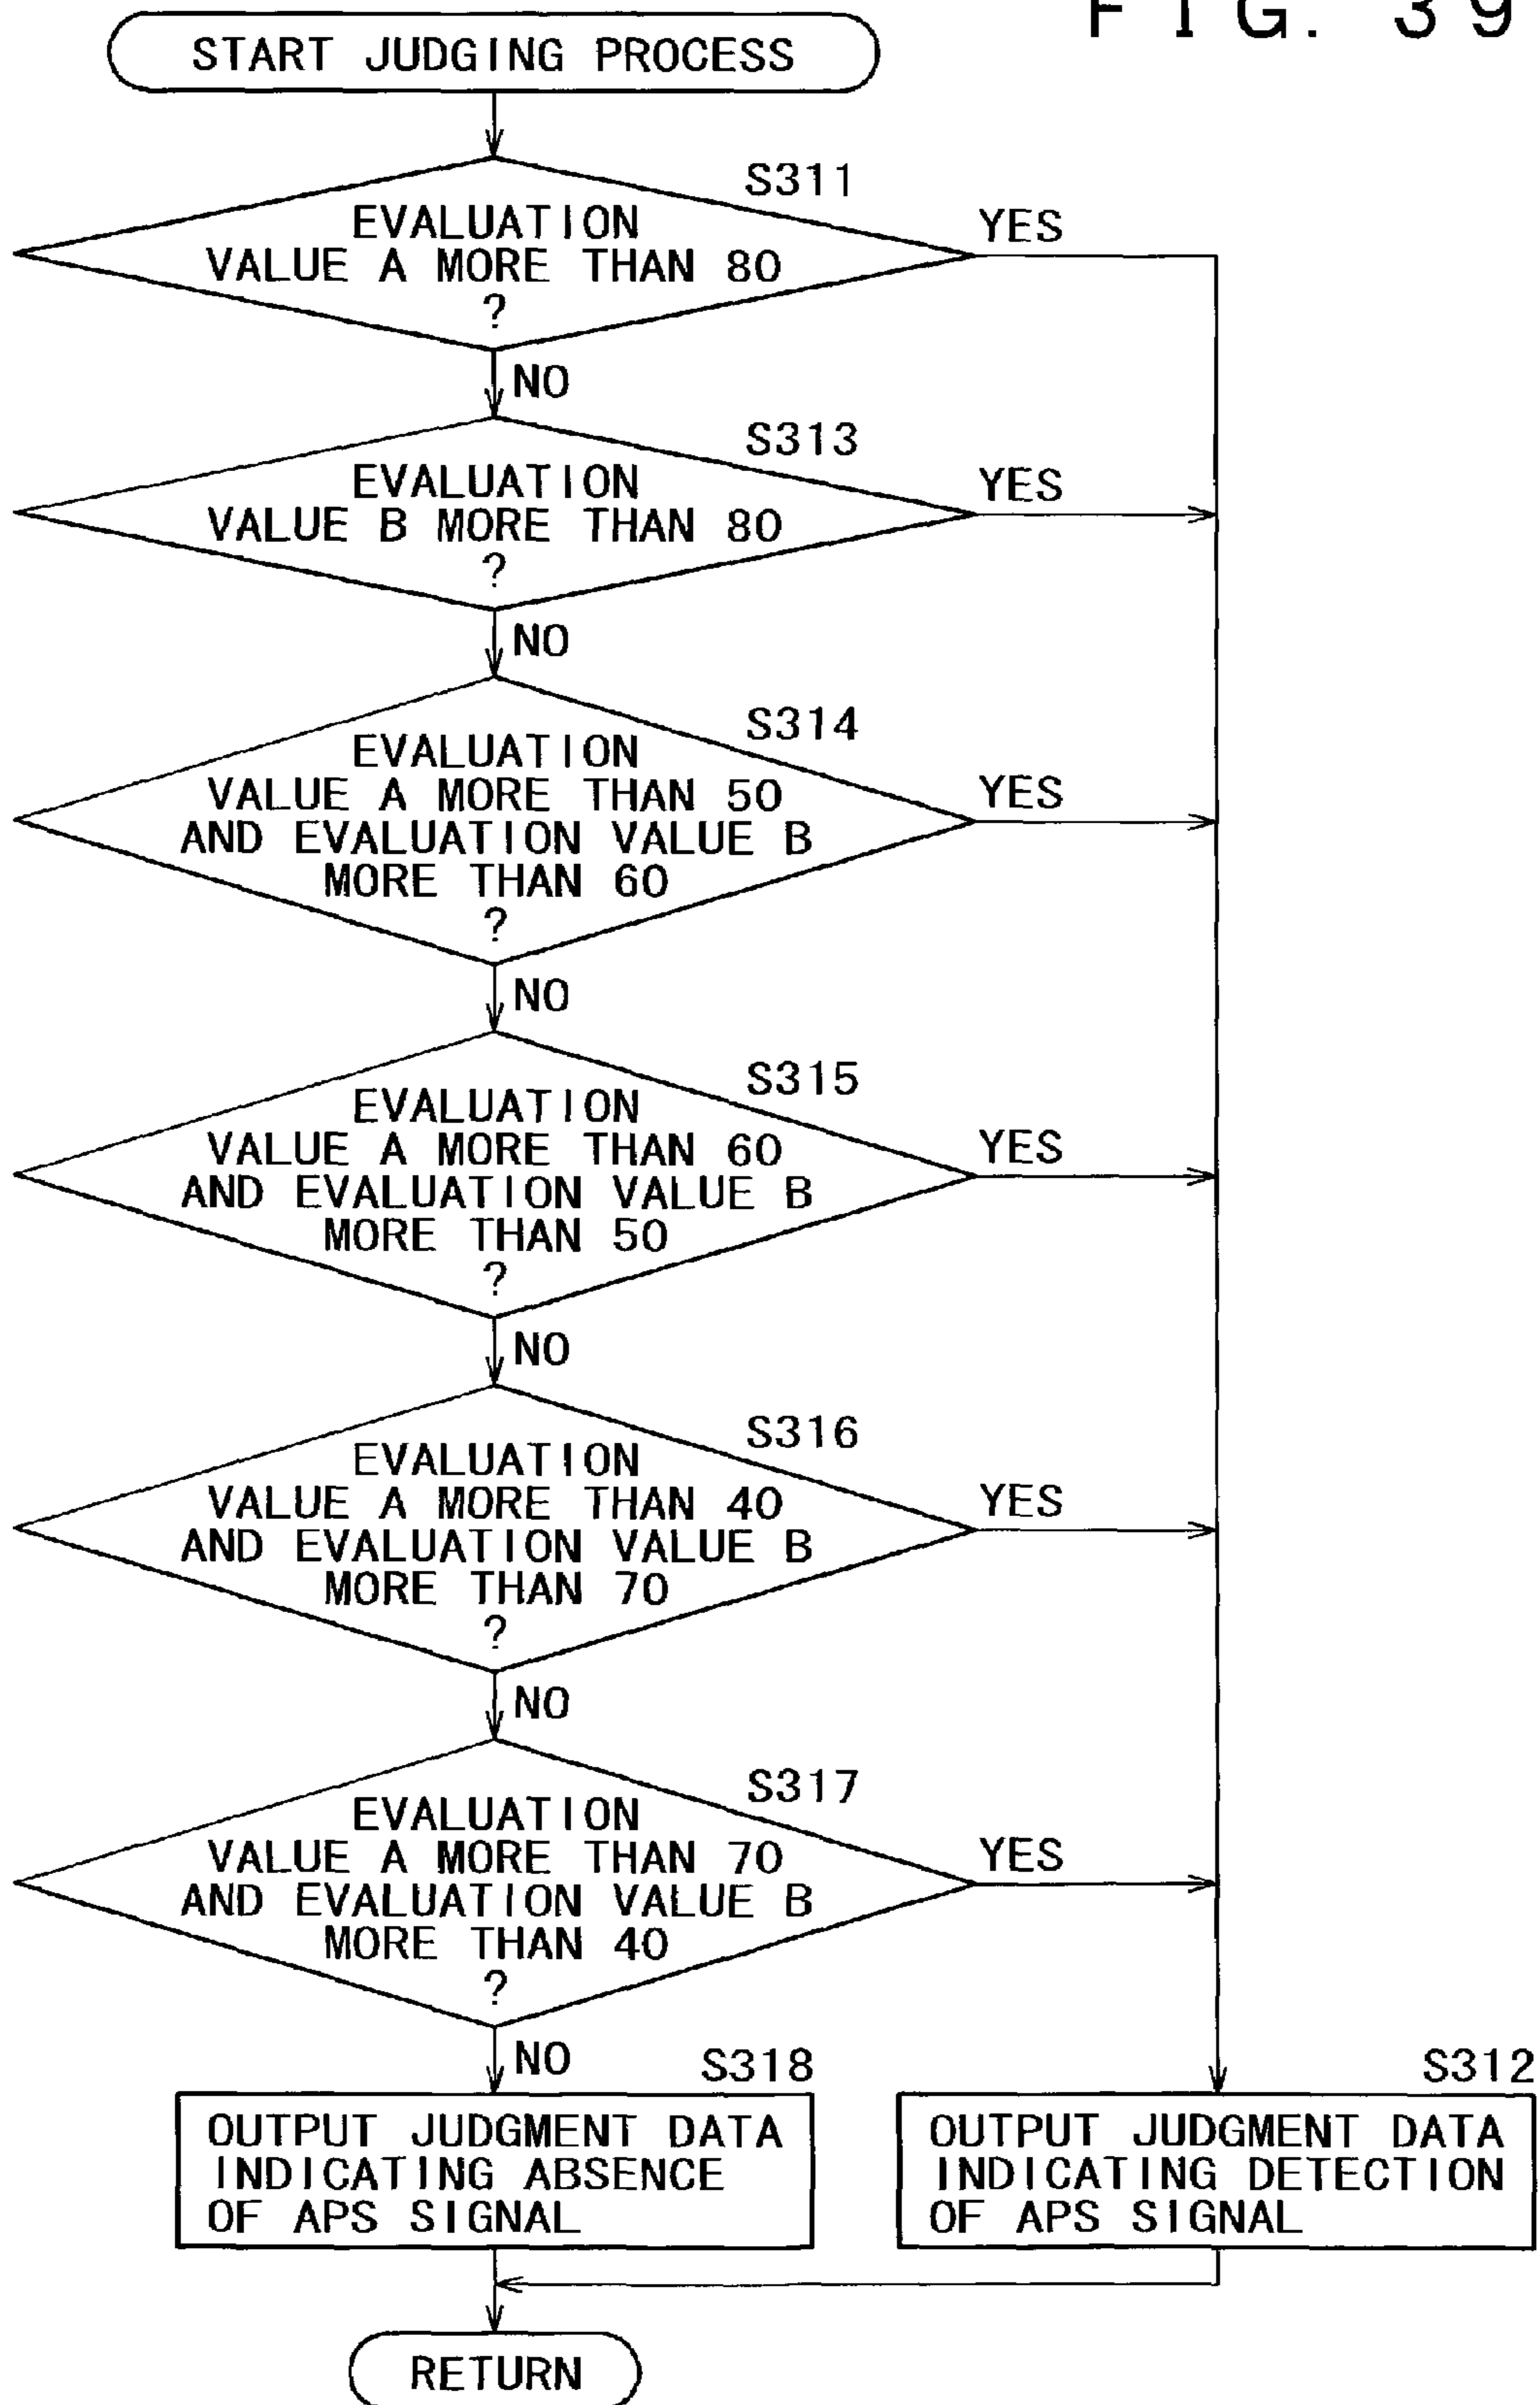 FIG. 39
START JUDGING PROCESS
S311
EVALUATION
VALUE A MORE THAN 80
?
YES
NO
S313
EVALUATION
VALUE B MORE THAN 80
?
YES
NO
S314
EVALUATION
VALUE A MORE THAN 50
AND EVALUATION VALUE B
MORE THAN 60
?
YES
NO
S315
EVALUATION
VALUE A MORE THAN 60
AND EVALUATION VALUE B
MORE THAN 50
?
YES
NO
S316
EVALUATION
VALUE A MORE THAN 40
AND EVALUATION VALUE B
MORE THAN 70
?
YES
NO
S317
EVALUATION
VALUE A MORE THAN 70
AND EVALUATION VALUE B
MORE THAN 40
?
YES
NO
S318
OUTPUT JUDGMENT DATA
INDICATING ABSENCE
OF APS SIGNAL
S312
OUTPUT JUDGMENT DATA
INDICATING DETECTION
OF APS SIGNAL
RETURN